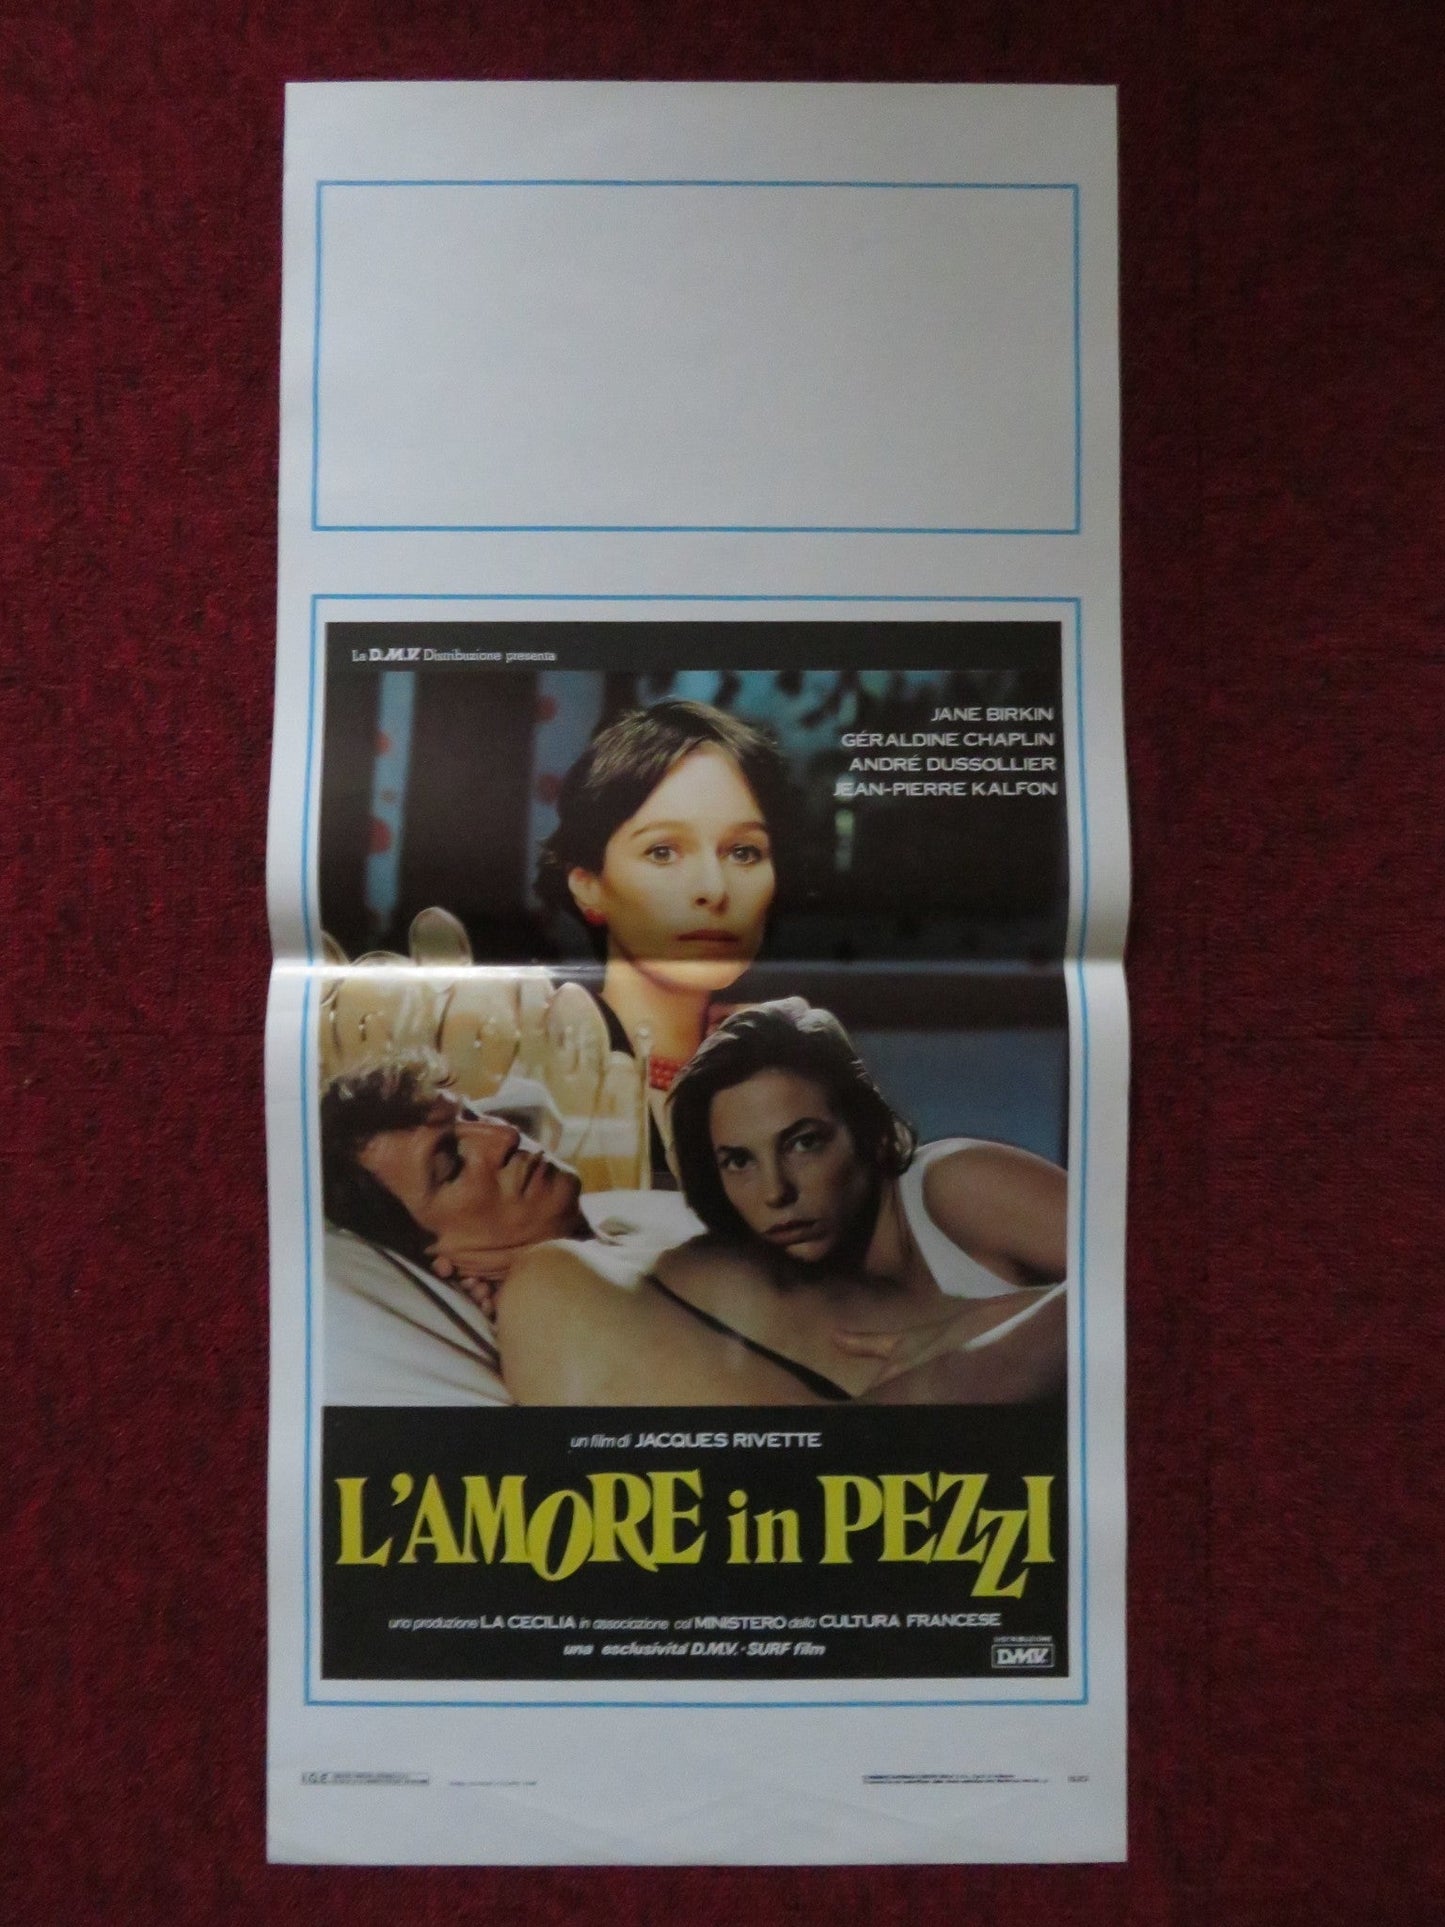 La D.M.V. Distribuzione presenta
JANE BIRKIN
GÉRALDINE CHAPLIN
ANDRÉ DUSSOLLIER
JEAN-PIERRE KALFON
un film di JACQUES RIVETTE
L'AMORE in PEZZI
una produzione LA CECILIA in associazione col MINISTERO della CULTURA FRANCESE
una esclusività D.M.V. - SURF film
DISTRIBUZIONE
D.M.V.
I.G.E.